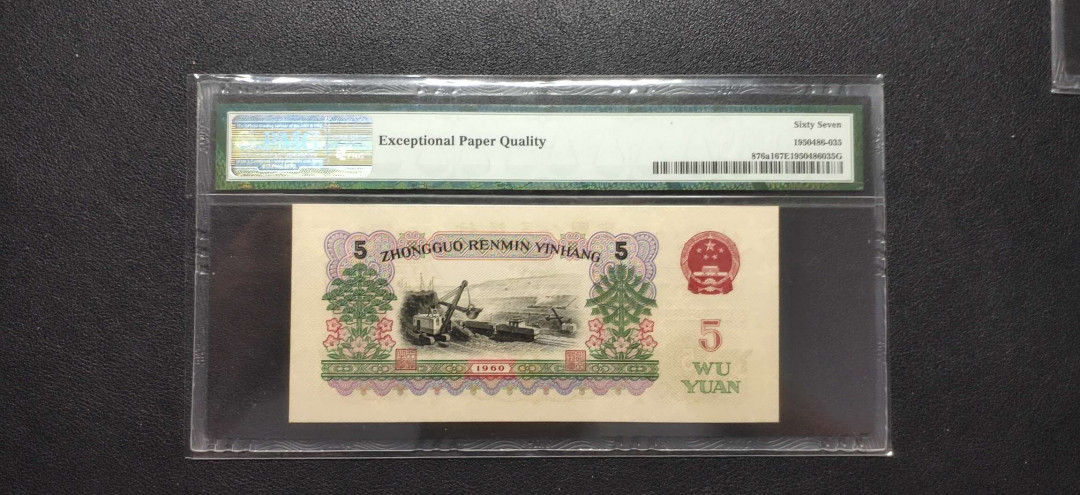 Exceptional Paper Quality
Sixty Seven
1950486-035
876a167E1950486035G
5 ZHONGGUO RENMIN YINHANG 5
1960
5
WU
YUAN